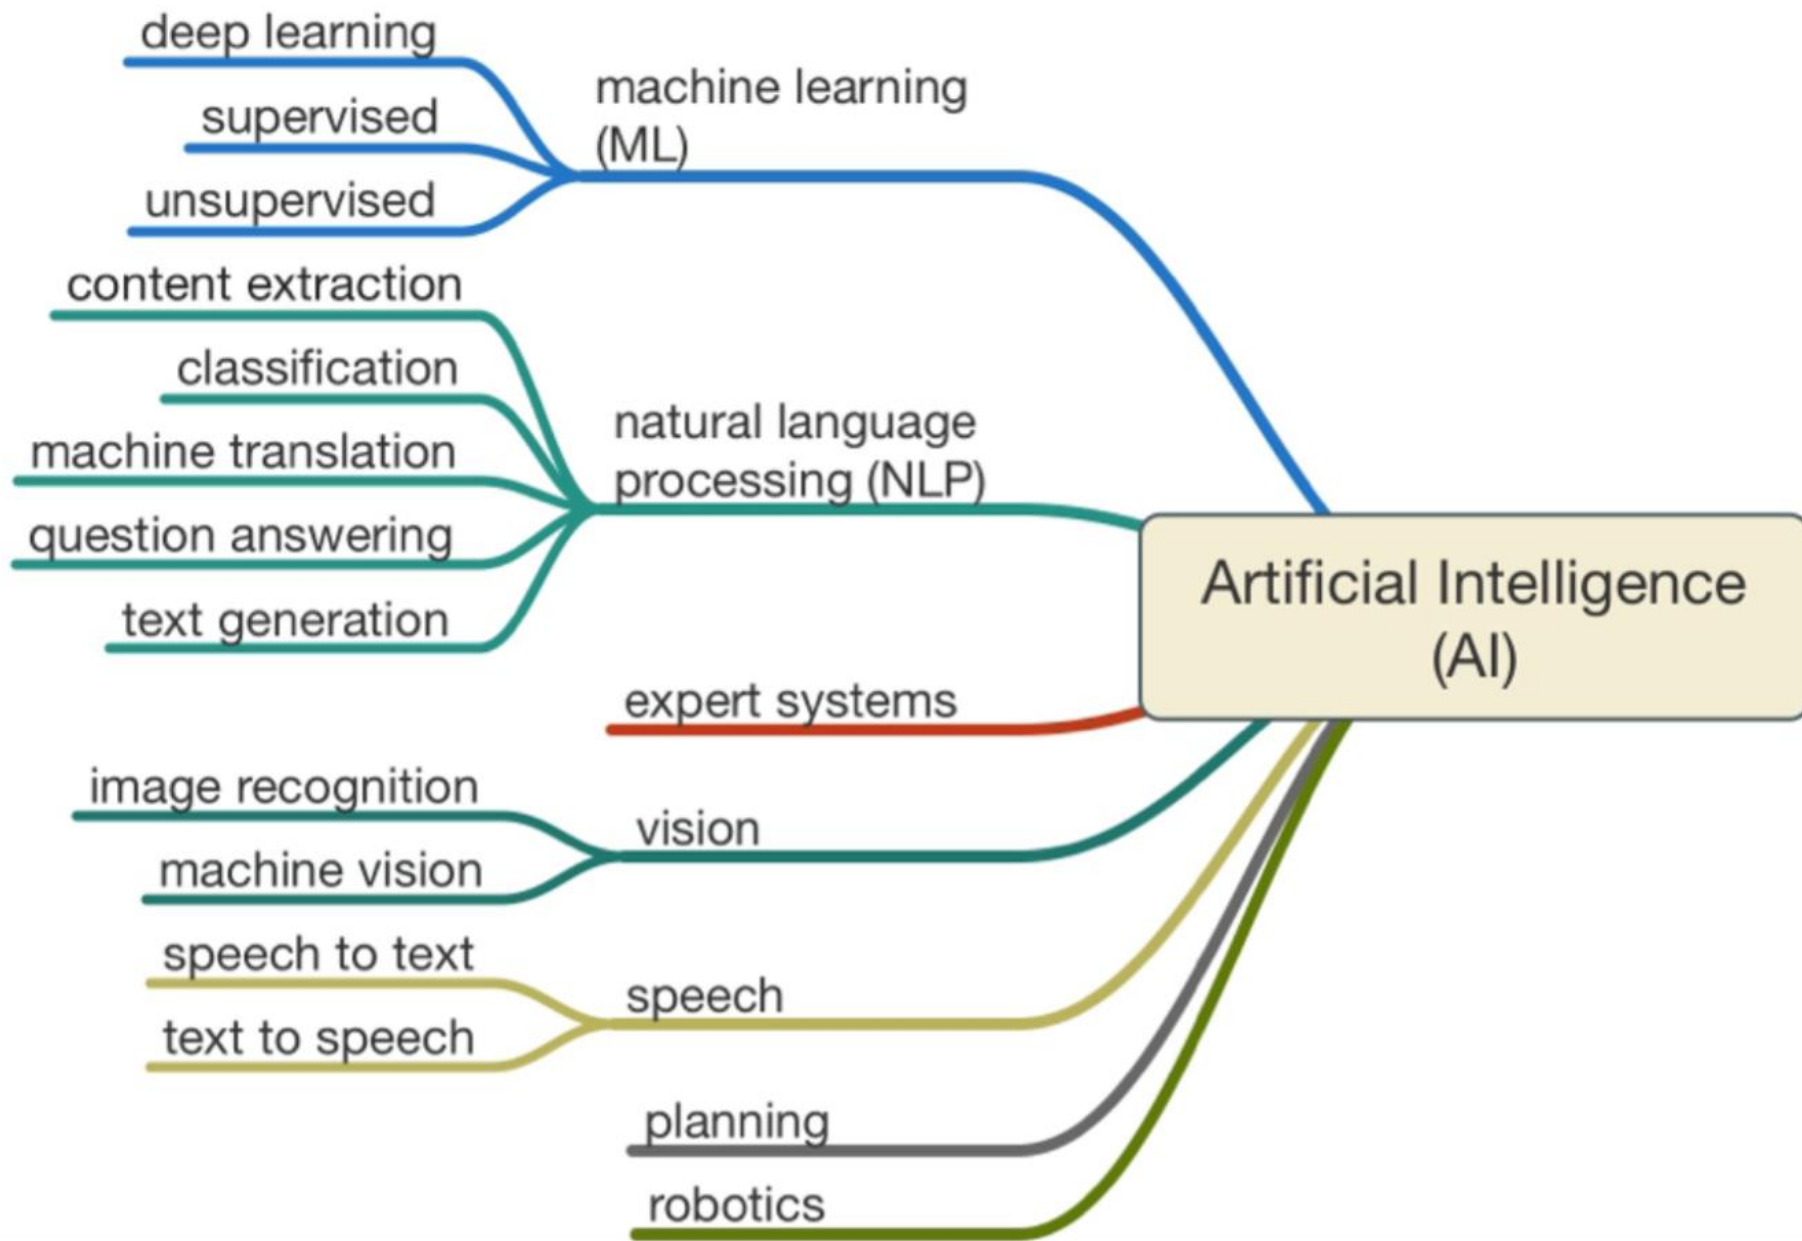 deep learning
supervised
unsupervised
machine learning
(ML)
content extraction
classification
machine translation
question answering
text generation
natural language
processing (NLP)
expert systems
image recognition
machine vision
vision
speech to text
text to speech
speech
planning
robotics
Artificial Intelligence
(AI)